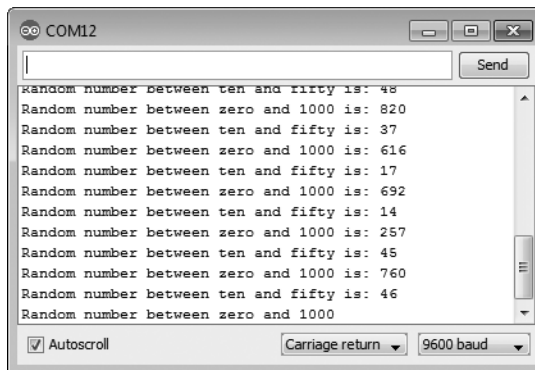 COM12
Send
Random number between ten and fifty is: 48
Random number between zero and 1000 is: 820
Random number between ten and fifty is: 37
Random number between zero and 1000 is: 616
Random number between ten and fifty is: 17
Random number between zero and 1000 is: 692
Random number between ten and fifty is: 14
Random number between zero and 1000 is: 257
Random number between ten and fifty is: 45
Random number between zero and 1000 is: 760
Random number between ten and fifty is: 46
Random number between zero and 1000
Autoscroll Carriage return 9600 baud